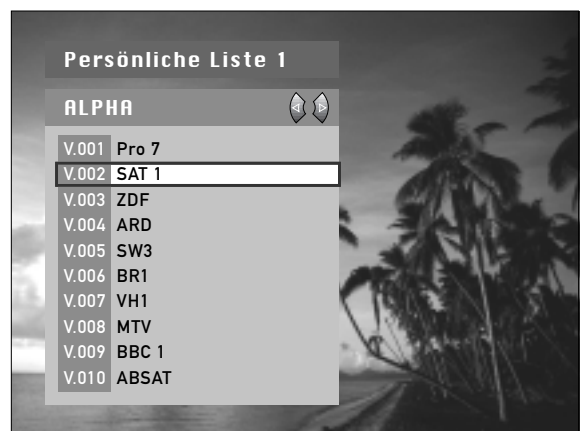 Persönliche Liste 1
ALPHA
V.001 Pro 7
V.002 SAT 1
V.003 ZDF
V.004 ARD
V.005 SW3
V.006 BR1
V.007 VH1
V.008 MTV
V.009 BBC 1
V.010 ABSAT